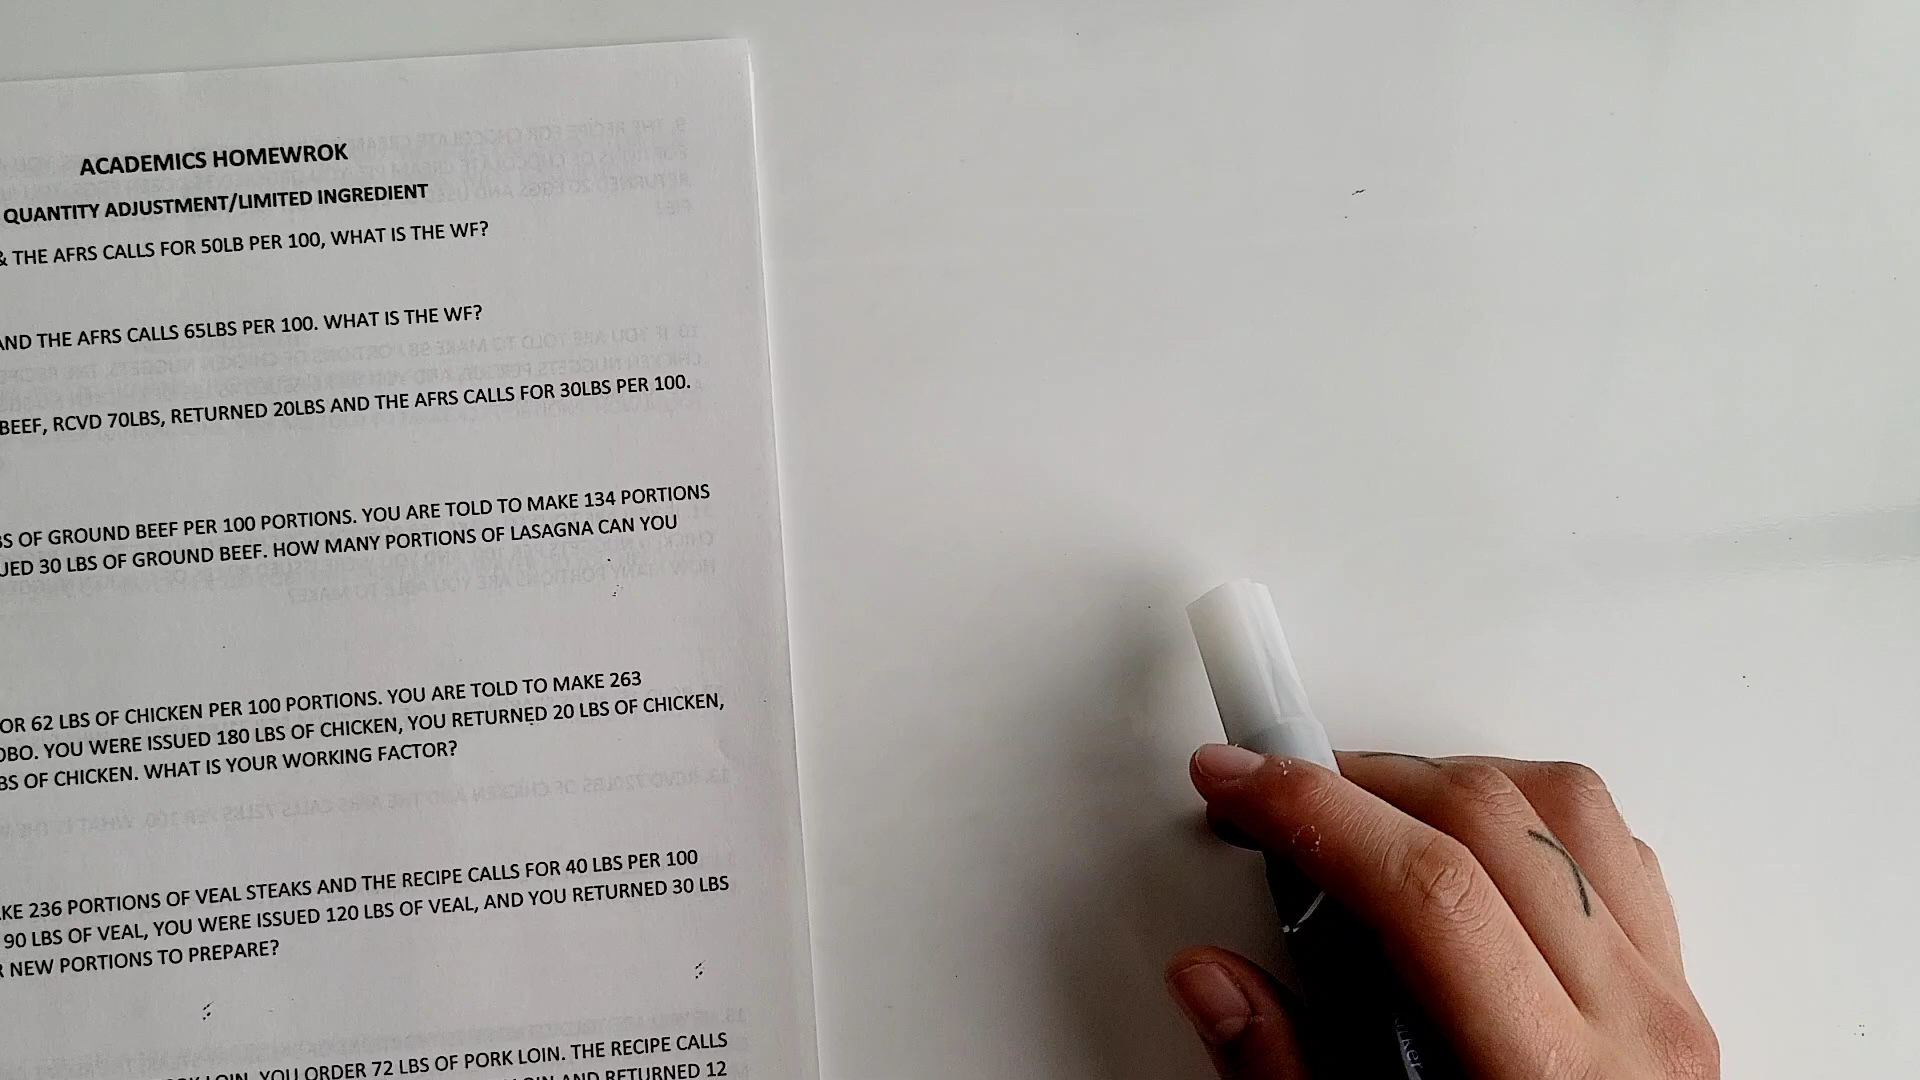 ACADEMICS HOMEWROK
QUANTITY ADJUSTMENT/LIMITED INGREDIENT
& THE AFRS CALLS FOR 50LB PER 100, WHAT IS THE WF?
AND THE AFRS CALLS 65LBS PER 100. WHAT IS THE WF?
BEEF, RCVD 70LBS, RETURNED 20LBS AND THE AFRS CALLS FOR 30LBS PER 100.
BS OF GROUND BEEF PER 100 PORTIONS. YOU ARE TOLD TO MAKE 134 PORTIONS
UED 30 LBS OF GROUND BEEF. HOW MANY PORTIONS OF LASAGNA CAN YOU
OR 62 LBS OF CHICKEN PER 100 PORTIONS. YOU ARE TOLD TO MAKE 263
OBO. YOU WERE ISSUED 180 LBS OF CHICKEN, YOU RETURNED 20 LBS OF CHICKEN,
BS OF CHICKEN. WHAT IS YOUR WORKING FACTOR?
KE 236 PORTIONS OF VEAL STEAKS AND THE RECIPE CALLS FOR 40 LBS PER 100
90 LBS OF VEAL, YOU WERE ISSUED 120 LBS OF VEAL, AND YOU RETURNED 30 LBS
R NEW PORTIONS TO PREPARE?
LOIN. YOU ORDER 72 LBS OF PORK LOIN. THE RECIPE CALLS
OIN AND RETURNED 12